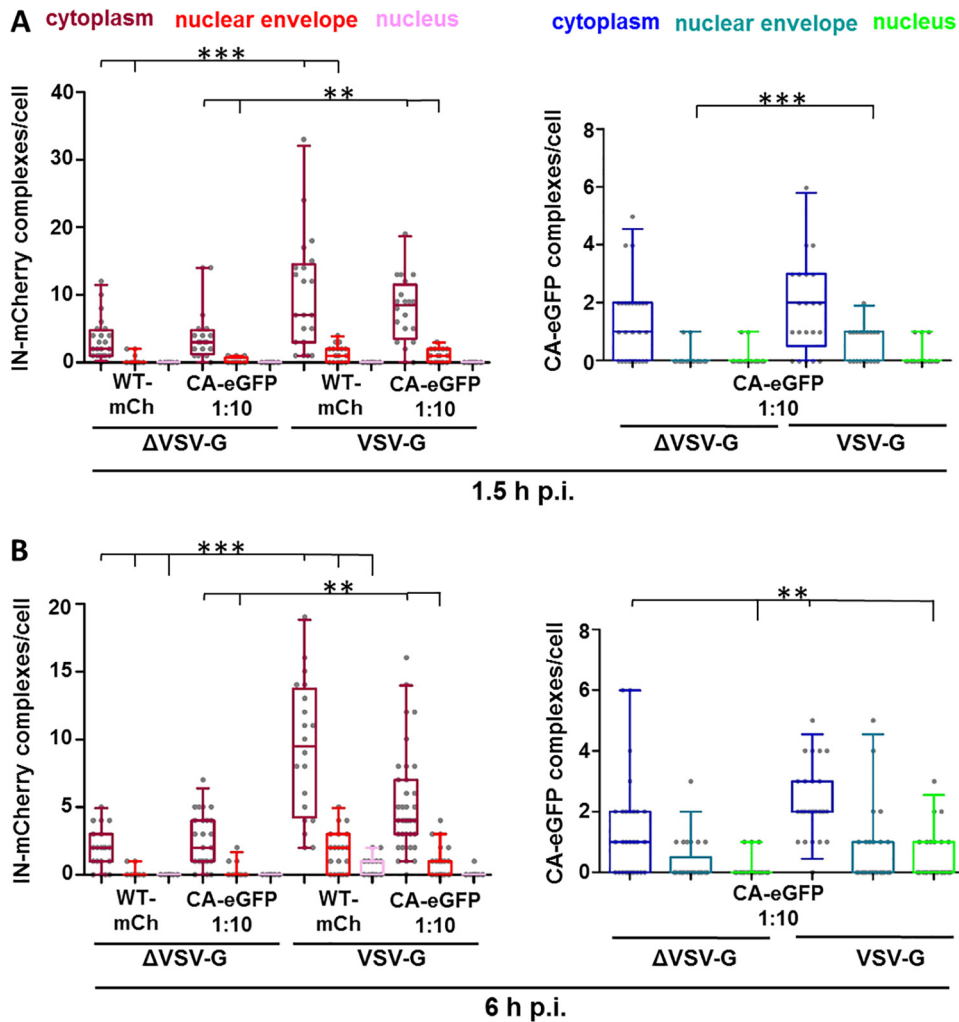 A
cytoplasm nuclear envelope nucleus
cytoplasm nuclear envelope nucleus
IN-mCherry complexes/cell
40
30
20
10
0
***
**
WT-
mCh
CA-eGFP
1:10
WT-
mCh
CA-eGFP
1:10
ΔVSV-G
VSV-G
CA-eGFP complexes/cell
8
6
4
2
0
***
CA-eGFP
1:10
ΔVSV-G
VSV-G
1.5 h p.i.
B
IN-mCherry complexes/cell
20
15
10
5
0
***
**
WT-
mCh
CA-eGFP
1:10
WT-
mCh
CA-eGFP
1:10
ΔVSV-G
VSV-G
CA-eGFP complexes/cell
8
6
4
2
0
**
CA-eGFP
1:10
ΔVSV-G
VSV-G
6 h p.i.